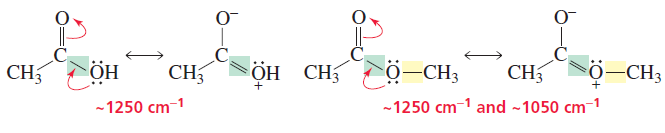 O O⁻ O O⁻
C C C C
CH₃ ÖH CH₃ ÖH CH₃ Ö—CH₃ CH₃ Ö—CH₃
+ +
~1250 cm⁻¹ ~1250 cm⁻¹ and ~1050 cm⁻¹